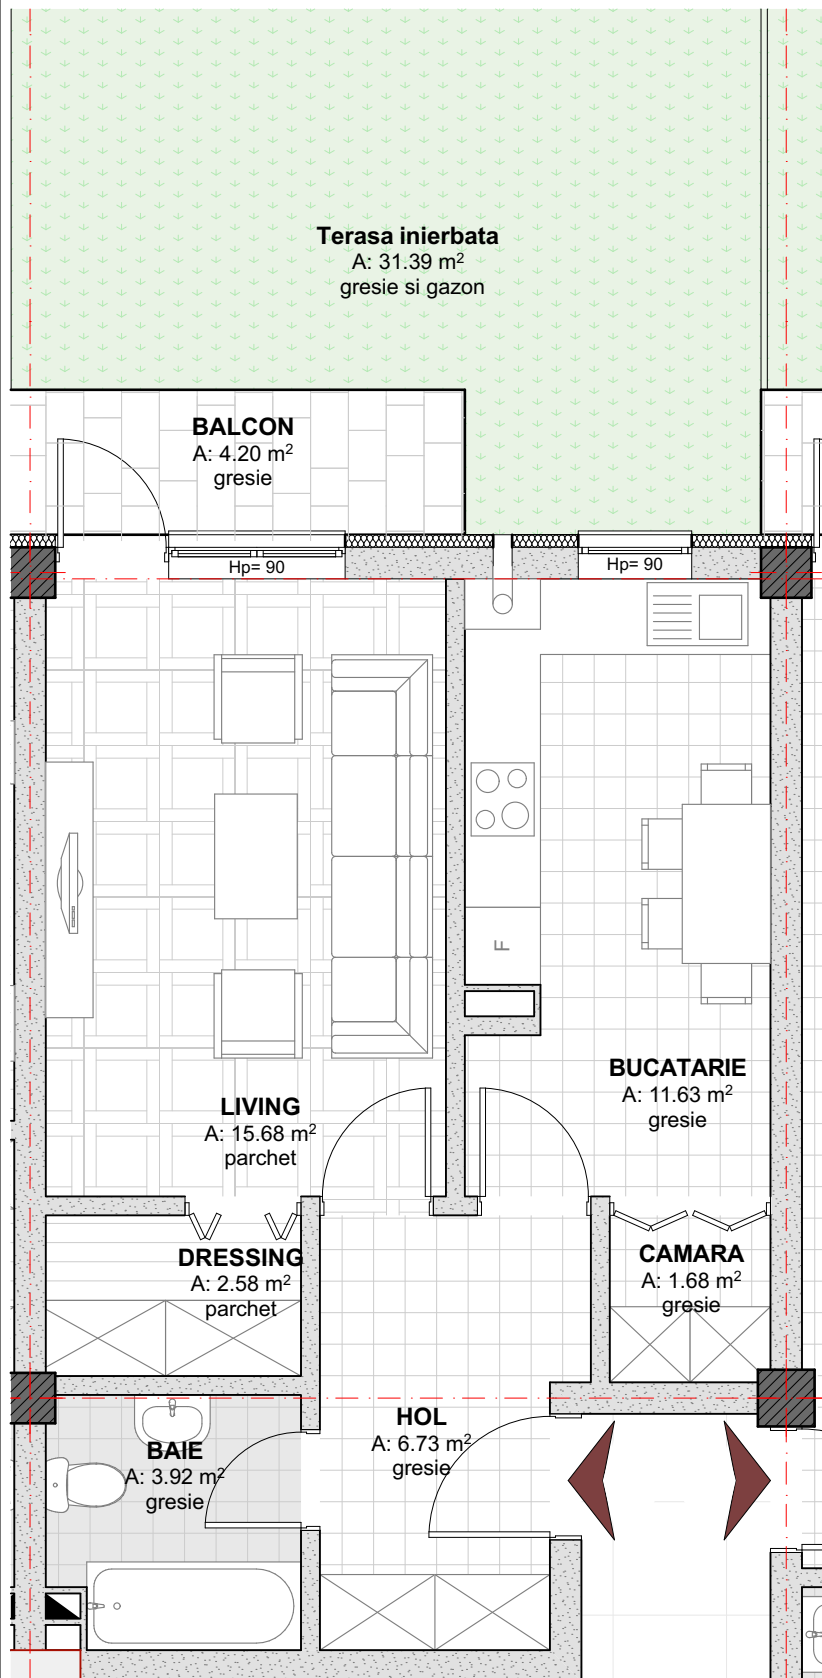 Terasa inierbata
A: 31.39 m²
gresie si gazon
BALCON
A: 4.20 m²
gresie
Hp= 90
Hp= 90
F
BUCATARIE
A: 11.63 m²
gresie
LIVING
A: 15.68 m²
parchet
DRESSING
A: 2.58 m²
parchet
CAMARA
A: 1.68 m²
gresie
HOL
A: 6.73 m²
gresie
BAIE
A: 3.92 m²
gresie